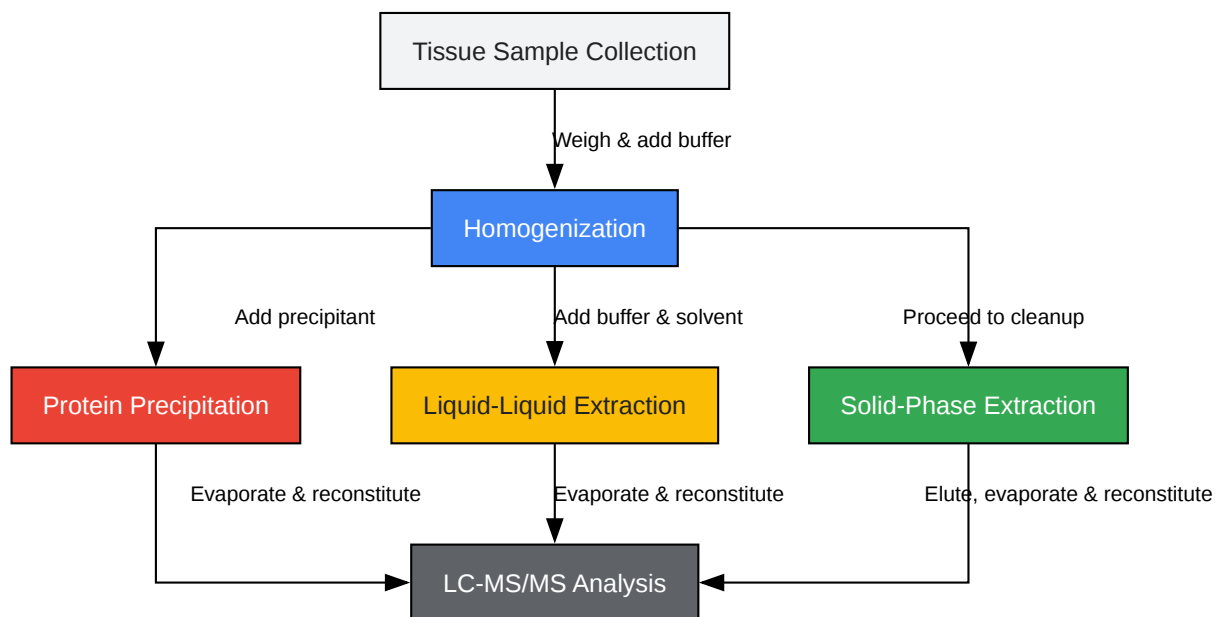 Tissue Sample Collection
Weigh & add buffer
Homogenization
Add precipitant
Add buffer & solvent
Proceed to cleanup
Protein Precipitation
Liquid-Liquid Extraction
Solid-Phase Extraction
Evaporate & reconstitute
Evaporate & reconstitute
Elute, evaporate & reconstitute
LC-MS/MS Analysis